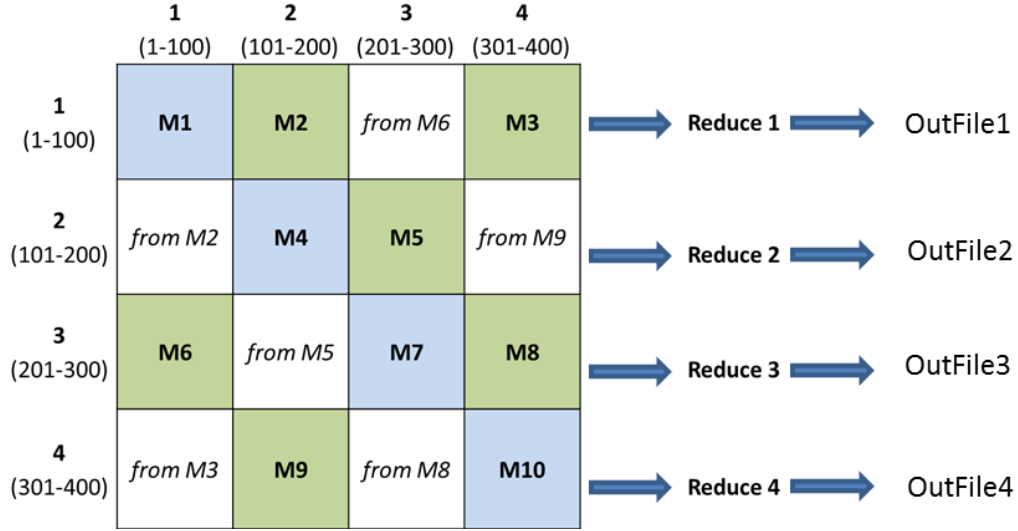 1 2 3 4
(1-100) (101-200) (201-300) (301-400)
1
(1-100)
M1 M2 from M6 M3 Reduce 1 OutFile1
2
(101-200)
from M2 M4 M5 from M9 Reduce 2 OutFile2
3
(201-300)
M6 from M5 M7 M8 Reduce 3 OutFile3
4
(301-400)
from M3 M9 from M8 M10 Reduce 4 OutFile4